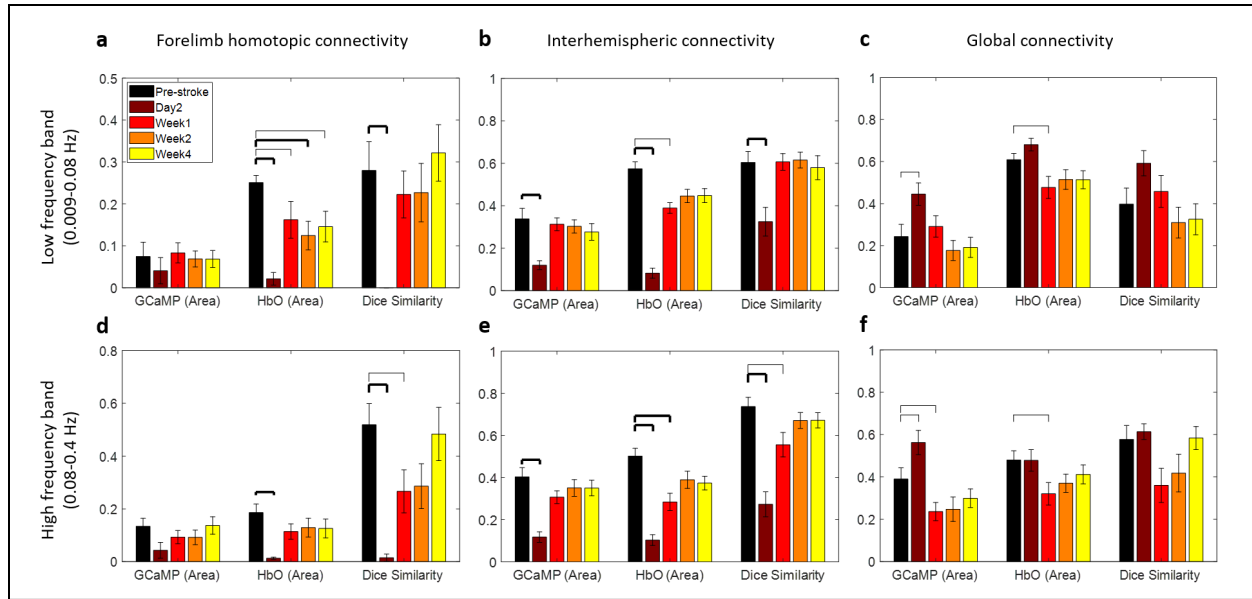 a Forelimb homotopic connectivity
b Interhemispheric connectivity
c Global connectivity
Low frequency band
(0.009-0.08 Hz)
0.5
0.4
0.3
0.2
0.1
0
Pre-stroke
Day2
Week1
Week2
Week4
GCaMP (Area) HbO (Area) Dice Similarity
1
0.8
0.6
0.4
0.2
0
GCaMP (Area) HbO (Area) Dice Similarity
1
0.8
0.6
0.4
0.2
0
GCaMP (Area) HbO (Area) Dice Similarity
High frequency band
(0.08-0.4 Hz)
d
0.8
0.6
0.4
0.2
0
GCaMP (Area) HbO (Area) Dice Similarity
e
1
0.8
0.6
0.4
0.2
0
GCaMP (Area) HbO (Area) Dice Similarity
f
1
0.8
0.6
0.4
0.2
0
GCaMP (Area) HbO (Area) Dice Similarity